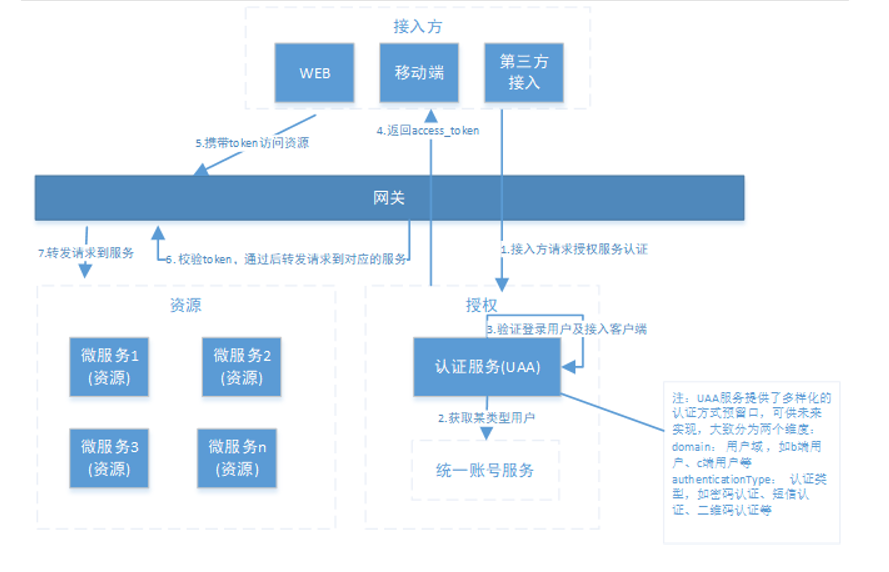 接入方
WEB
移动端
第三方
接入
5.携带token访问资源
4.返回access_token
网关
7.转发请求到服务
6.校验token，通过后转发请求到对应的服务
1.接入方请求授权服务认证
资源
授权
微服务1
(资源)
微服务2
(资源)
微服务3
(资源)
微服务n
(资源)
3.验证登录用户及接入客户端
认证服务(UAA)
2.获取某类型用户
统一账号服务
注：UAA服务提供了多样化的
认证方式预留口，可供未来
实现，大致分为两个维度：
domain：用户域，如b端用
户、c端用户等
authenticationType： 认证类
型，如密码认证、短信认
证、二维码认证等